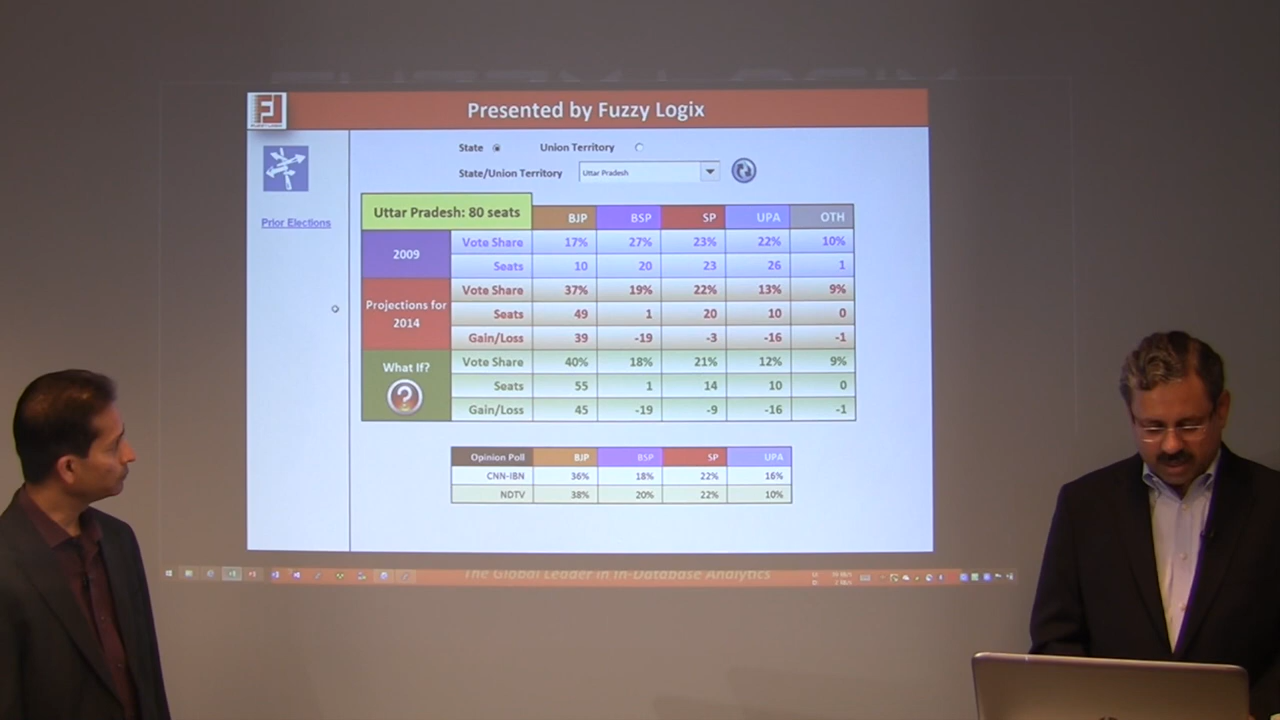 FL
Presented by Fuzzy Logix
State Union Territory
State/Union Territory Uttar Pradesh
Prior Elections
Uttar Pradesh: 80 seats BJP BSP SP UPA OTH
2009
Vote Share 17% 27% 23% 22% 10%
Seats 10 20 23 26 1
Projections for 2014
Vote Share 37% 19% 22% 13% 9%
Seats 49 1 20 10 0
Gain/Loss 39 -19 -3 -16 -1
What If?
?
Vote Share 40% 18% 21% 12% 9%
Seats 55 1 14 10 0
Gain/Loss 45 -19 -9 -16 -1
Opinion Poll BJP BSP SP UPA
CNN-IBN 36% 18% 22% 16%
NDTV 38% 20% 22% 10%
The Global Leader in In-Database Analytics